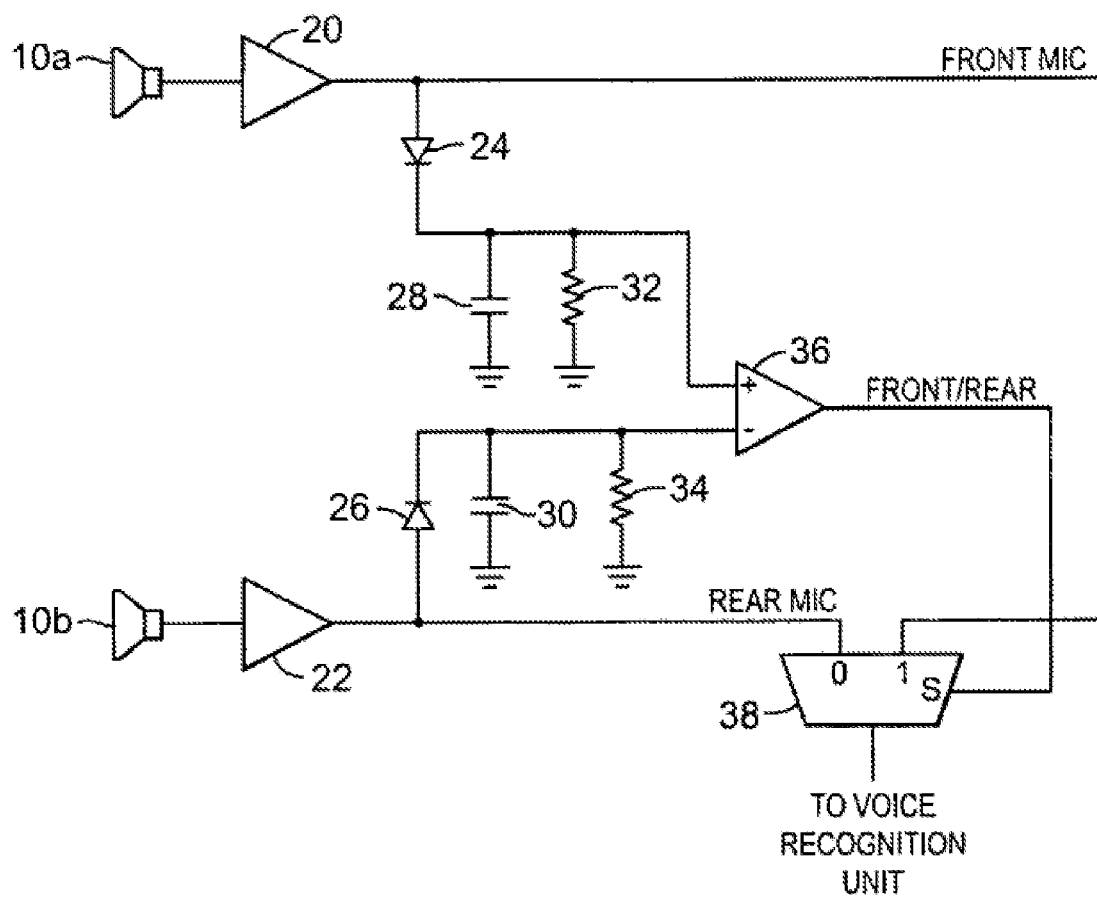 10a
20
FRONT MIC
24
28
32
36
+
FRONT/REAR
-
26
30
34
10b
22
REAR MIC
0
1
S
38
TO VOICE
RECOGNITION
UNIT